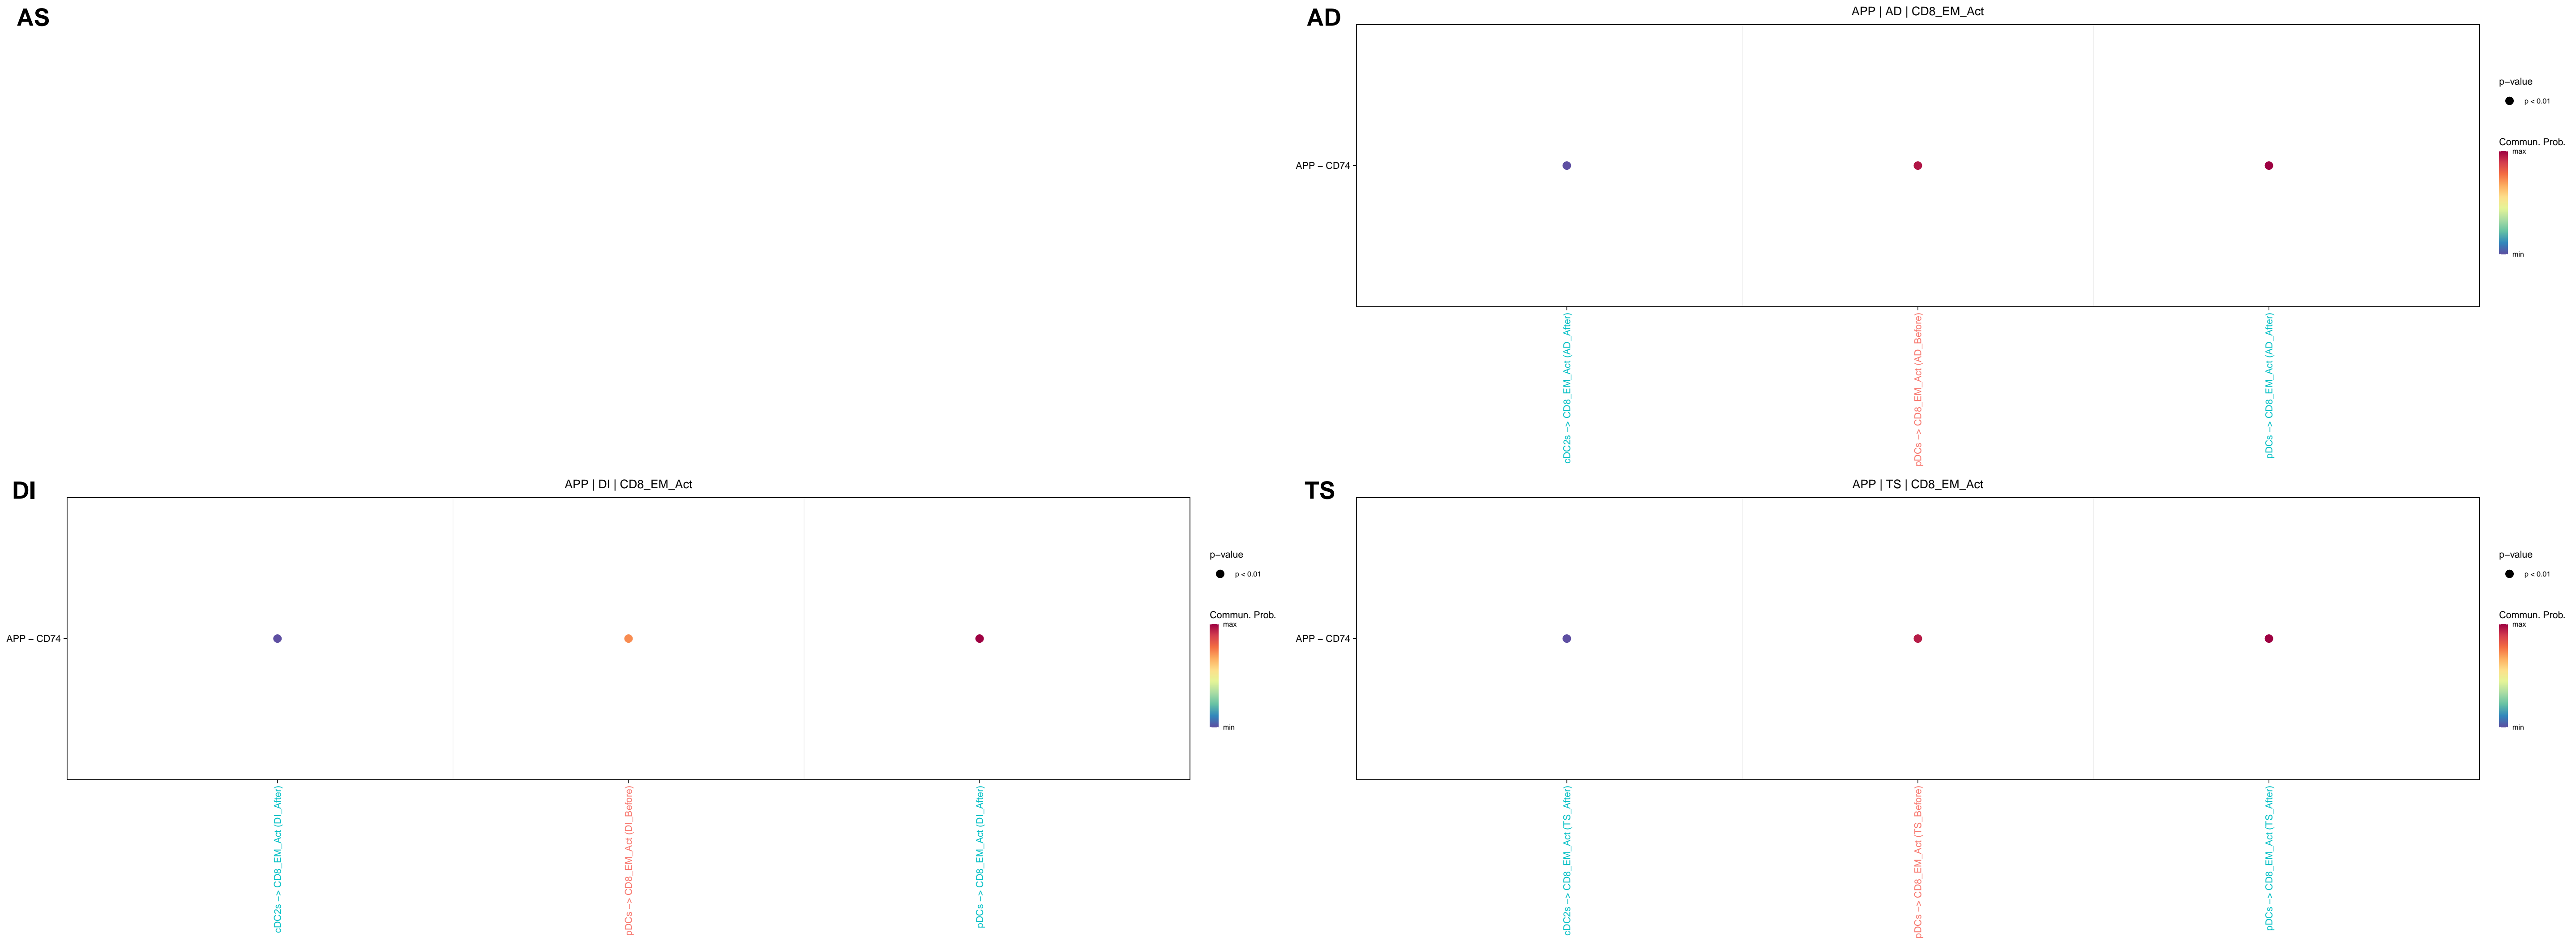 AS
AD
APP | AD | CD8_EM_Act
APP − CD74
cDC2s −> CD8_EM_Act (AD_After)
pDCs −> CD8_EM_Act (AD_Before)
pDCs −> CD8_EM_Act (AD_After)
p−value
p < 0.01
Commun. Prob.
max
min
DI
APP | DI | CD8_EM_Act
APP − CD74
cDC2s −> CD8_EM_Act (DI_After)
pDCs −> CD8_EM_Act (DI_Before)
pDCs −> CD8_EM_Act (DI_After)
p−value
p < 0.01
Commun. Prob.
max
min
TS
APP | TS | CD8_EM_Act
APP − CD74
cDC2s −> CD8_EM_Act (TS_After)
pDCs −> CD8_EM_Act (TS_Before)
pDCs −> CD8_EM_Act (TS_After)
p−value
p < 0.01
Commun. Prob.
max
min